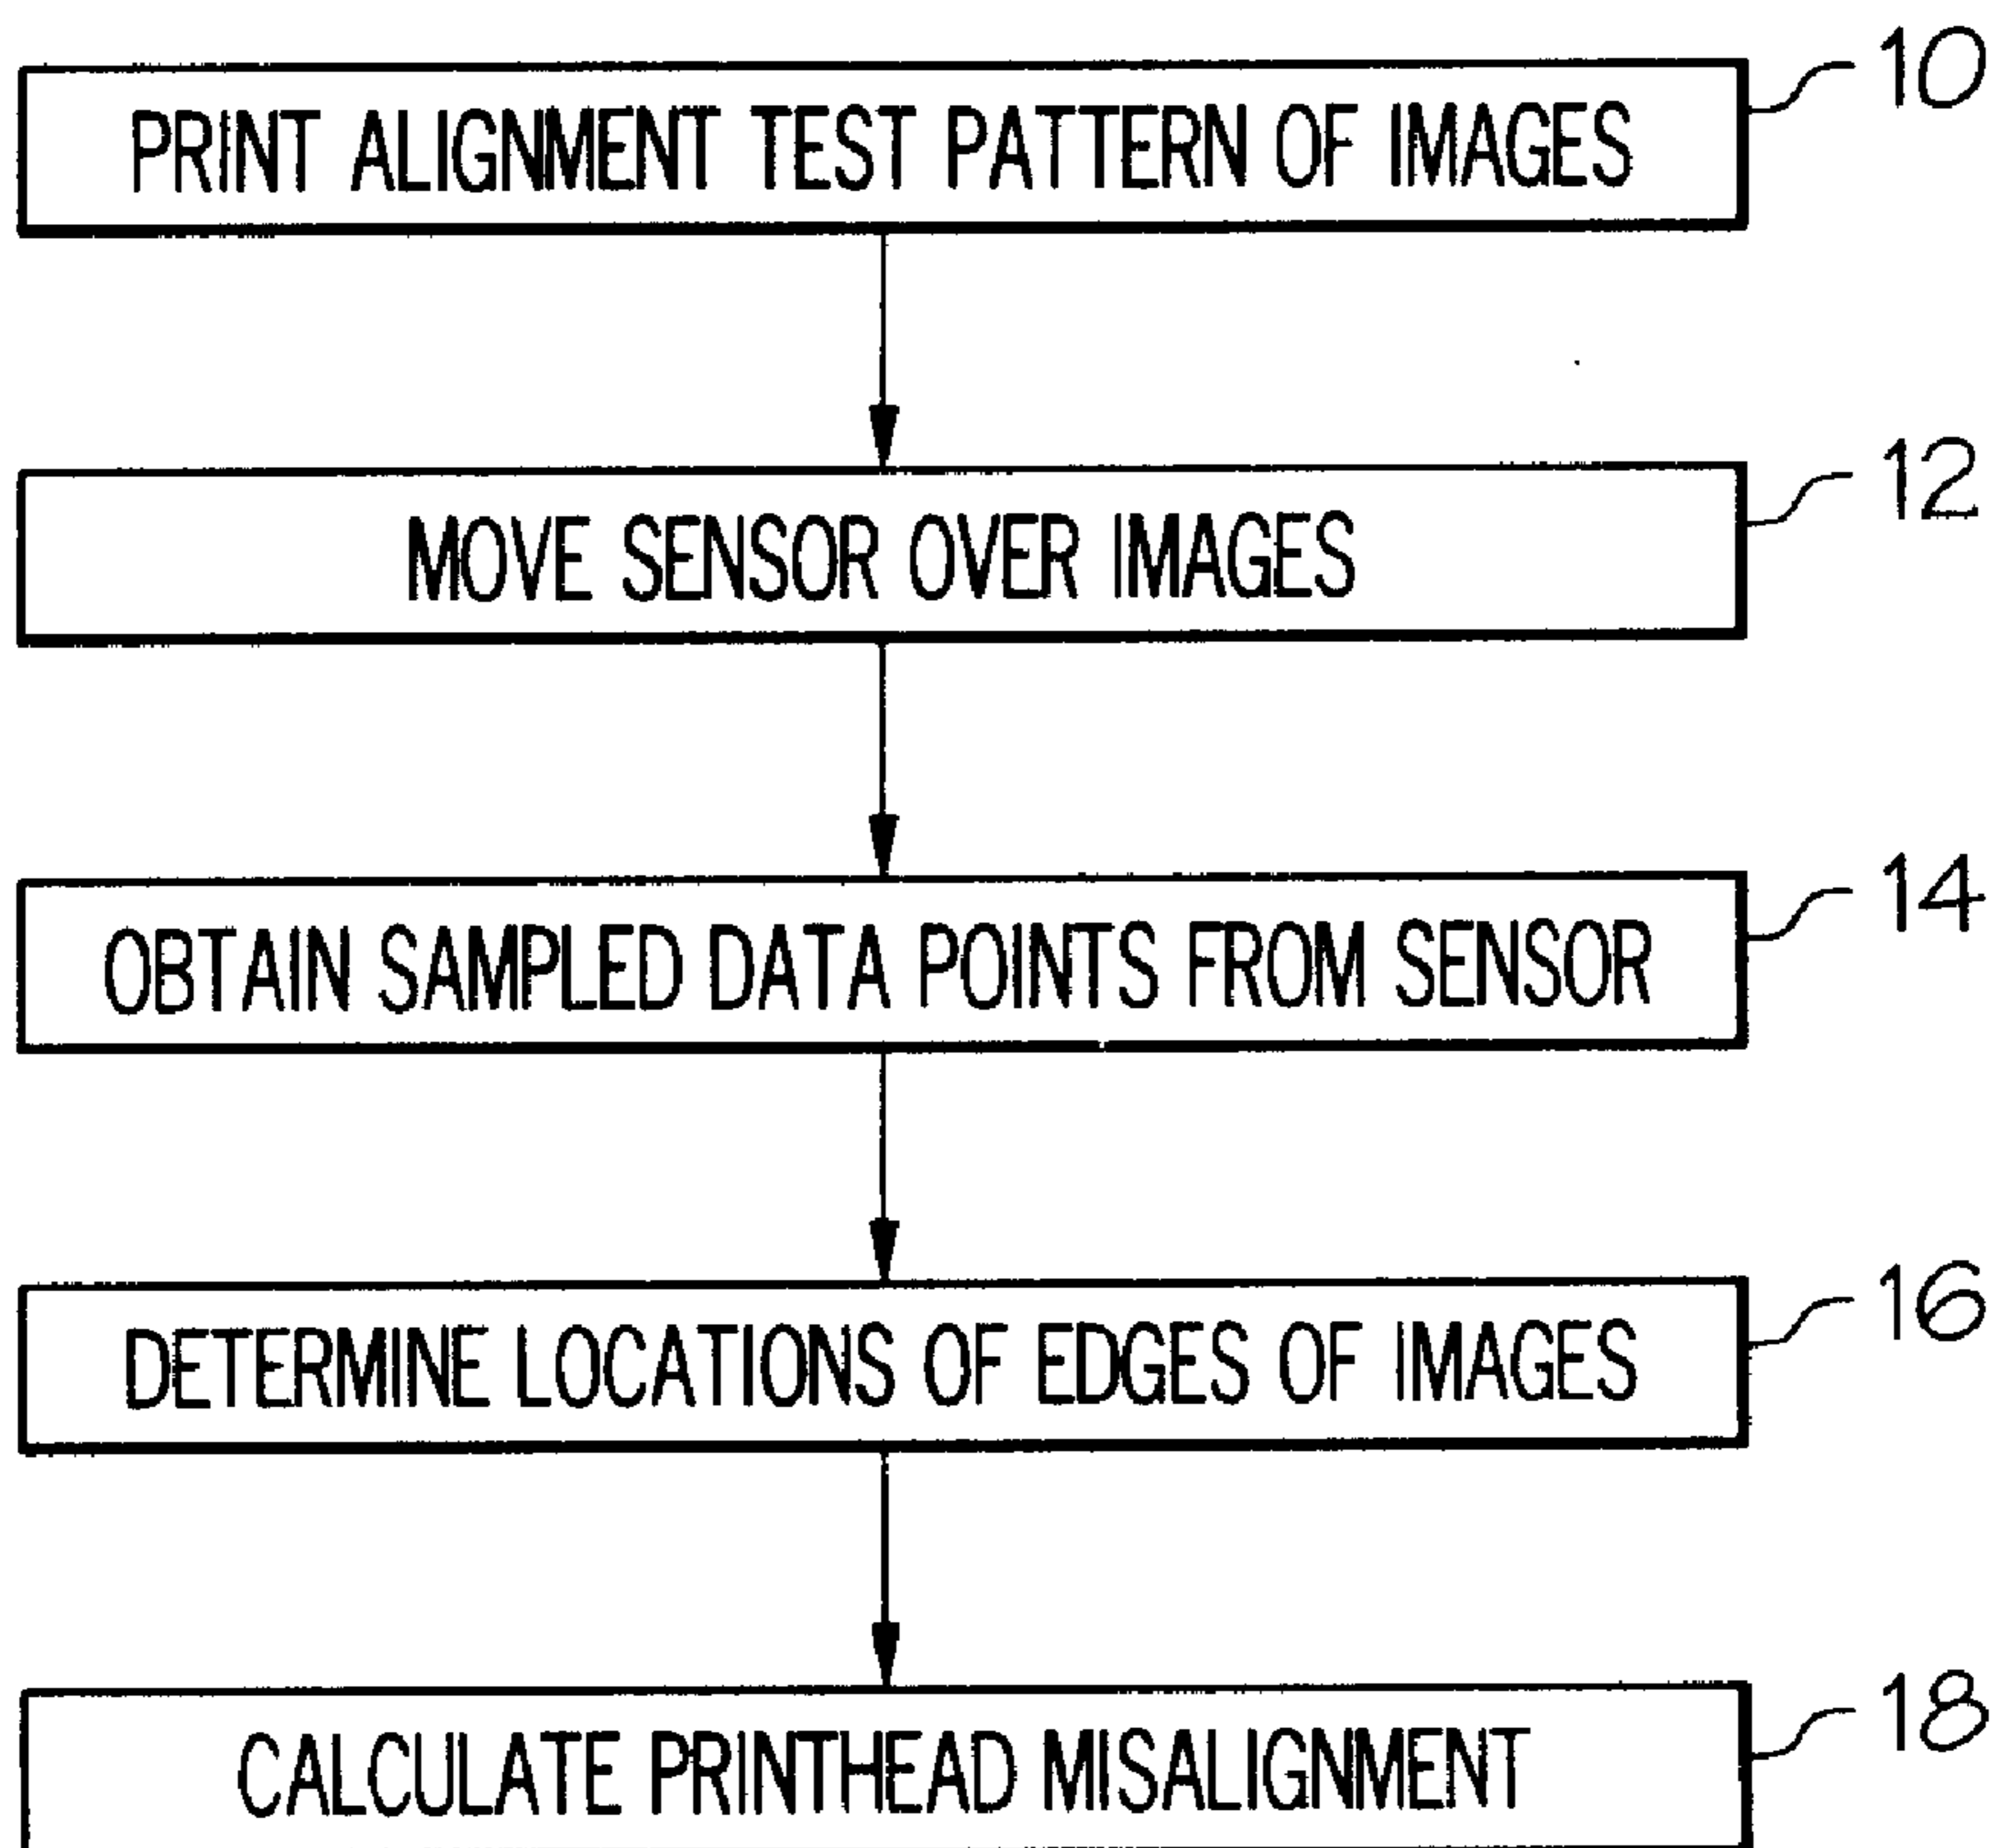 PRINT ALIGNMENT TEST PATTERN OF IMAGES 10
MOVE SENSOR OVER IMAGES 12
OBTAIN SAMPLED DATA POINTS FROM SENSOR 14
DETERMINE LOCATIONS OF EDGES OF IMAGES 16
CALCULATE PRINTHEAD MISALIGNMENT 18